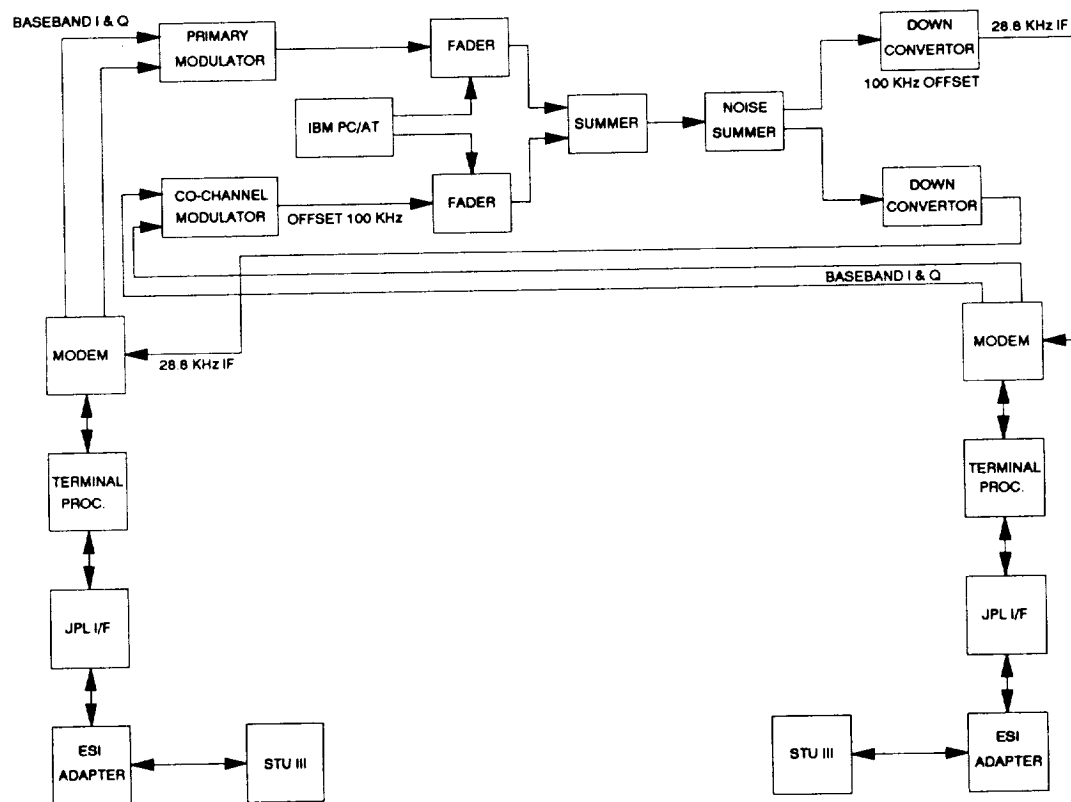 BASEBAND I & Q
PRIMARY
MODULATOR
FADER
DOWN
CONVERTOR
28.8 KHz IF
100 KHz OFFSET
IBM PC/AT
SUMMER
NOISE
SUMMER
CO-CHANNEL
MODULATOR
OFFSET 100 KHz
FADER
DOWN
CONVERTOR
BASEBAND I & Q
MODEM
28.8 KHz IF
MODEM
TERMINAL
PROC.
TERMINAL
PROC.
JPL I/F
JPL I/F
ESI
ADAPTER
STU III
STU III
ESI
ADAPTER